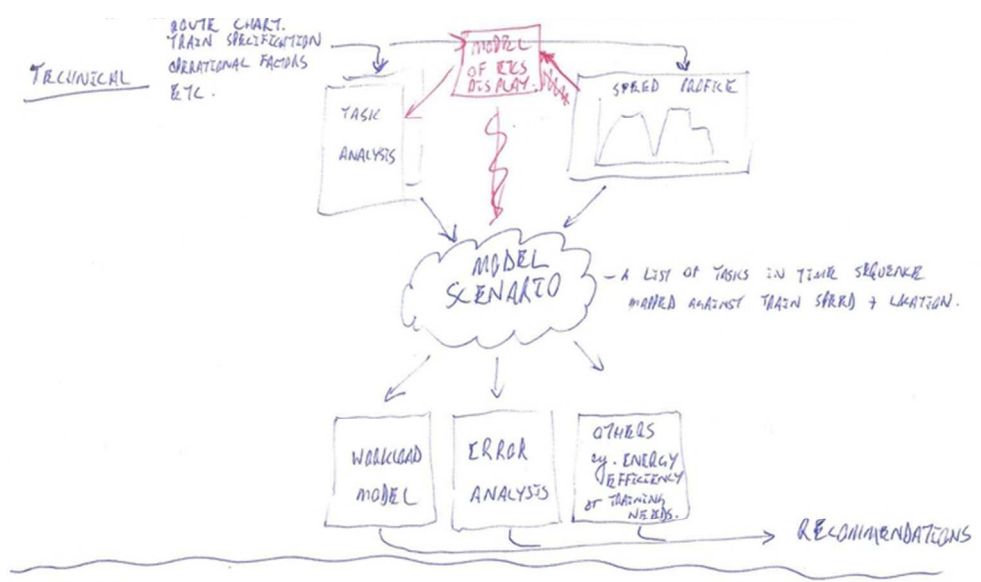 ROUTE CHART.
TRAIN SPECIFICATION
OPERATIONAL FACTORS
ETC.
TECHNICAL
MODEL
OF ETCS
DISPLAY.
TASK
ANALYSIS
SPEED PROFILE
MODEL
SCENARIO
– A LIST OF TASKS IN TIME SEQUENCE
MAPPED AGAINST TRAIN SPEED + LOCATION.
WORKLOAD
MODEL
ERROR
ANALYSIS
OTHERS
eg. ENERGY
EFFICIENCY
or TRAINING
NEEDS.
RECOMMENDATIONS